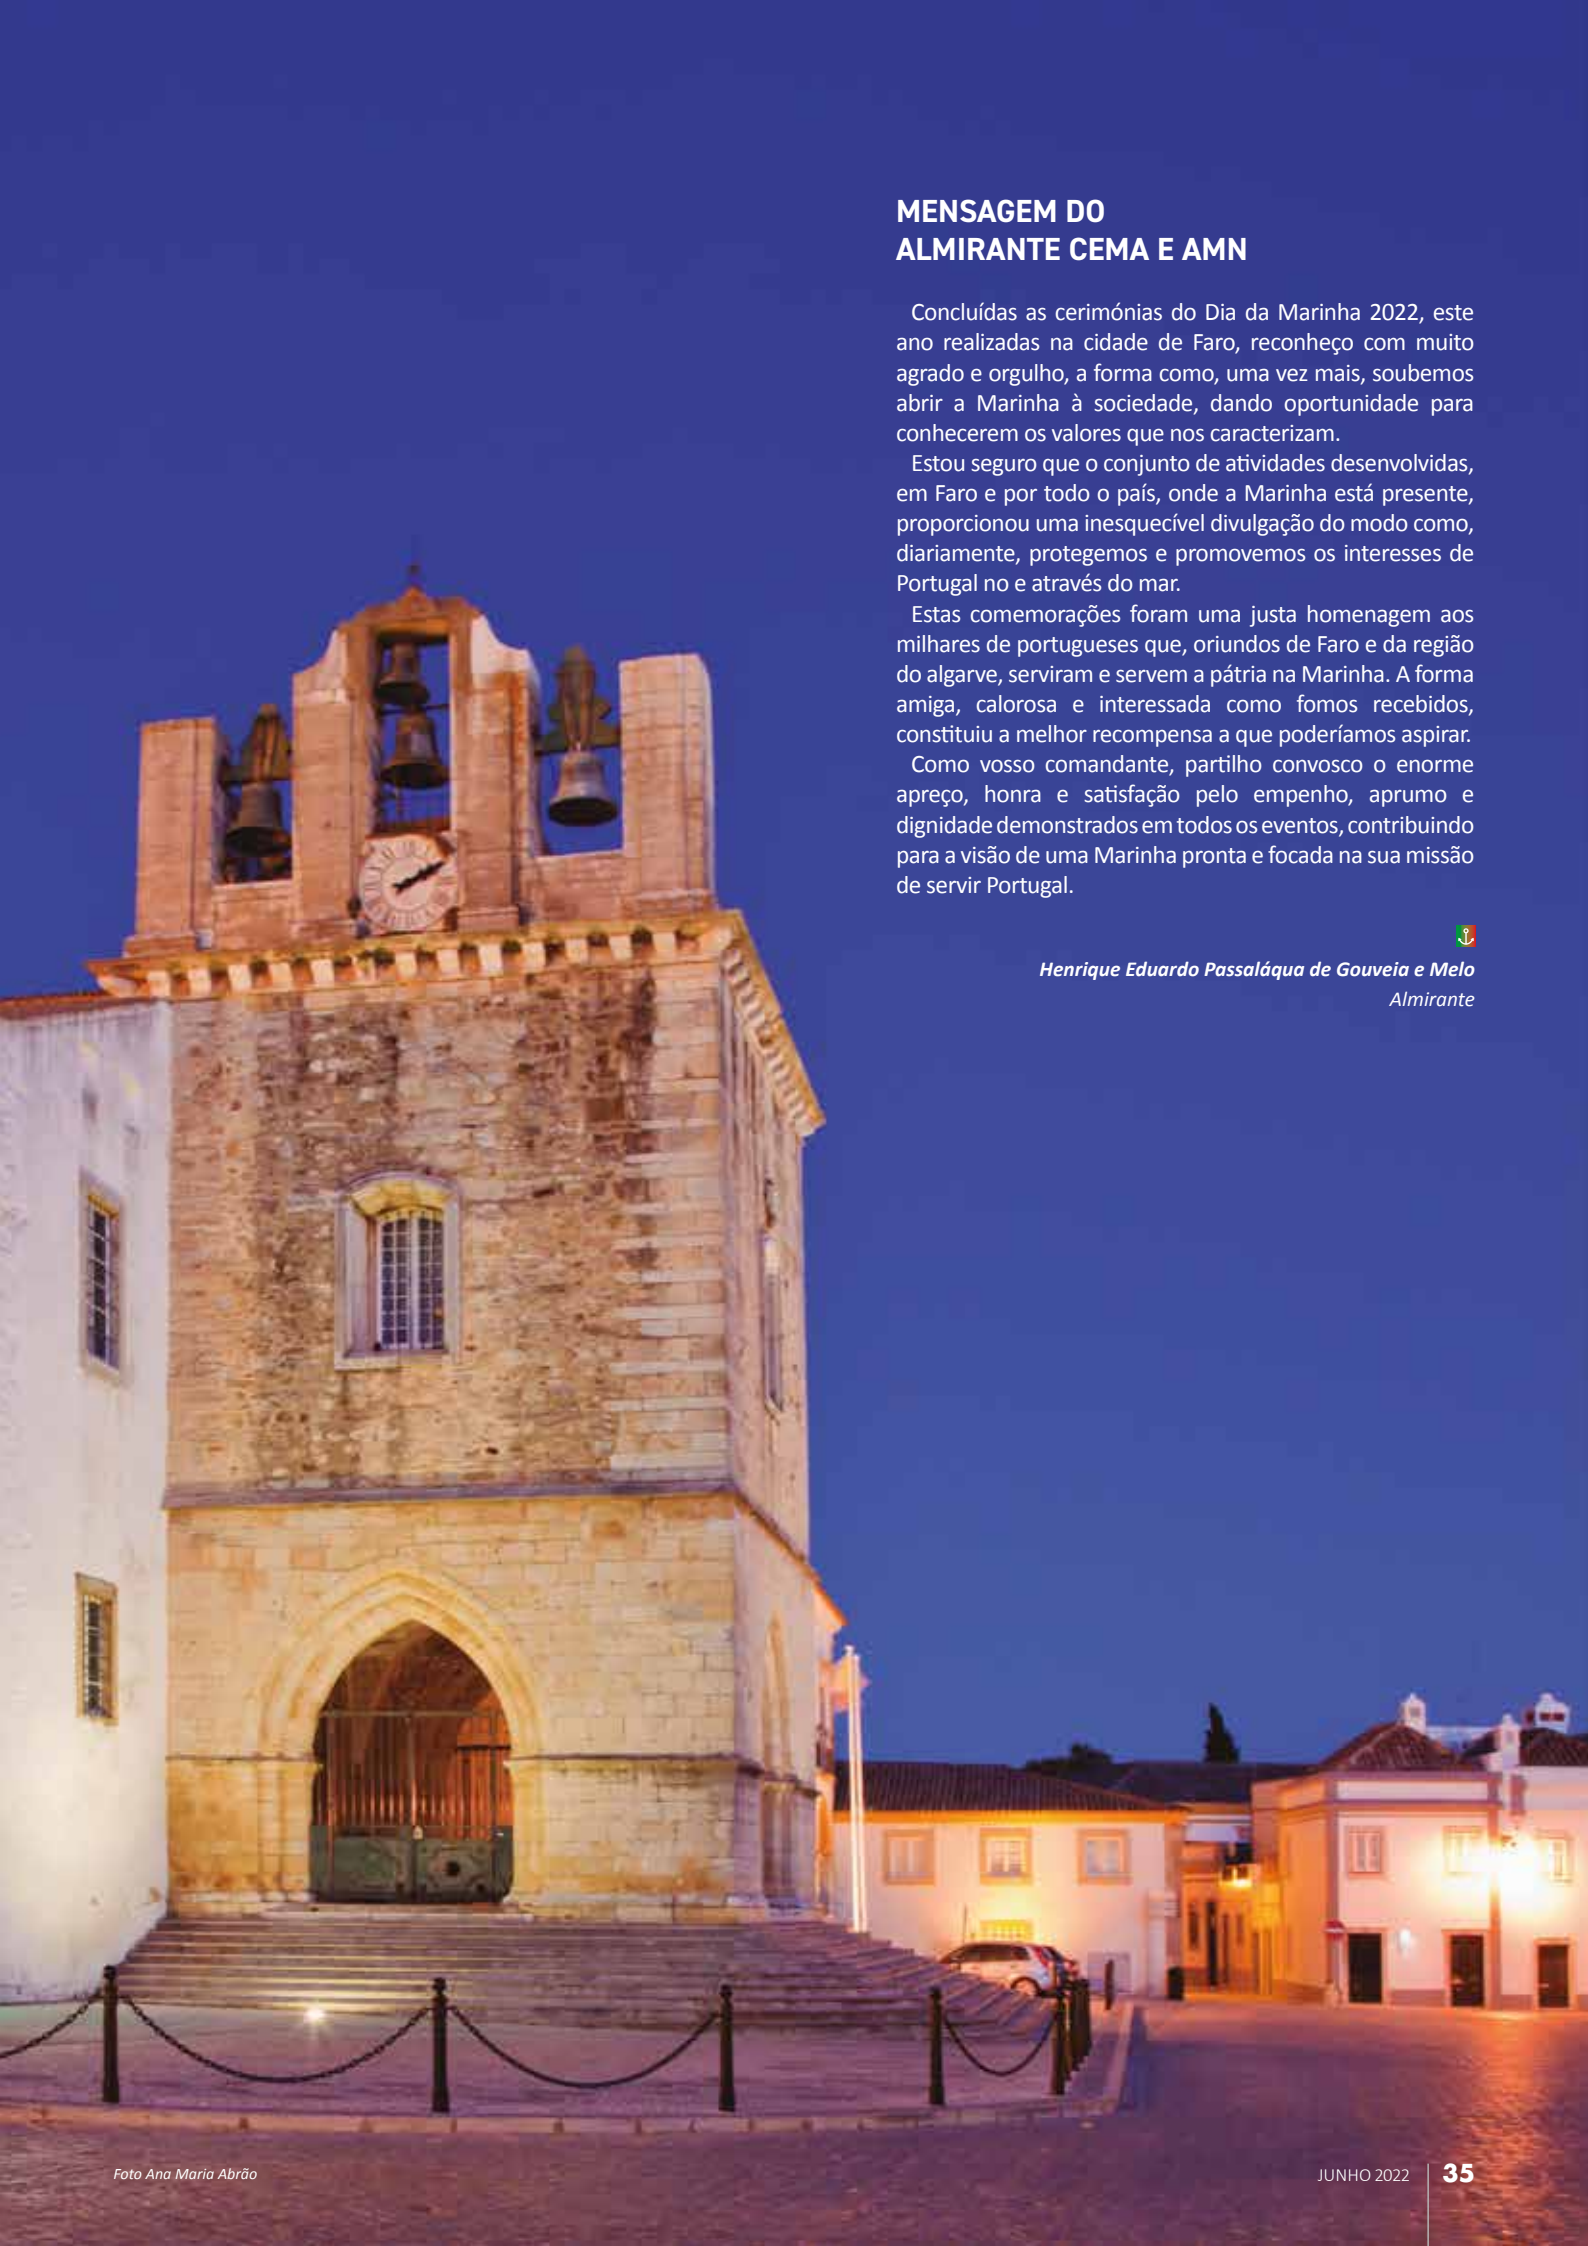 MENSAGEM DO
ALMIRANTE CEMA E AMN
Concluídas as cerimónias do Dia da Marinha 2022, este
ano realizadas na cidade de Faro, reconheço com muito
agrado e orgulho, a forma como, uma vez mais, soubemos
abrir a Marinha à sociedade, dando oportunidade para
conhecerem os valores que nos caracterizam.
Estou seguro que o conjunto de atividades desenvolvidas,
em Faro e por todo o país, onde a Marinha está presente,
proporcionou uma inesquecível divulgação do modo como,
diariamente, protegemos e promovemos os interesses de
Portugal no e através do mar.
Estas comemorações foram uma justa homenagem aos
milhares de portugueses que, oriundos de Faro e da região
do algarve, serviram e servem a pátria na Marinha. A forma
amiga, calorosa e interessada como fomos recebidos,
constituiu a melhor recompensa a que poderíamos aspirar.
Como vosso comandante, partilho convosco o enorme
apreço, honra e satisfação pelo empenho, aprumo e
dignidade demonstrados em todos os eventos, contribuindo
para a visão de uma Marinha pronta e focada na sua missão
de servir Portugal.
Henrique Eduardo Passaláqua de Gouveia e Melo
Almirante
Foto Ana Maria Abrão
JUNHO 2022 35